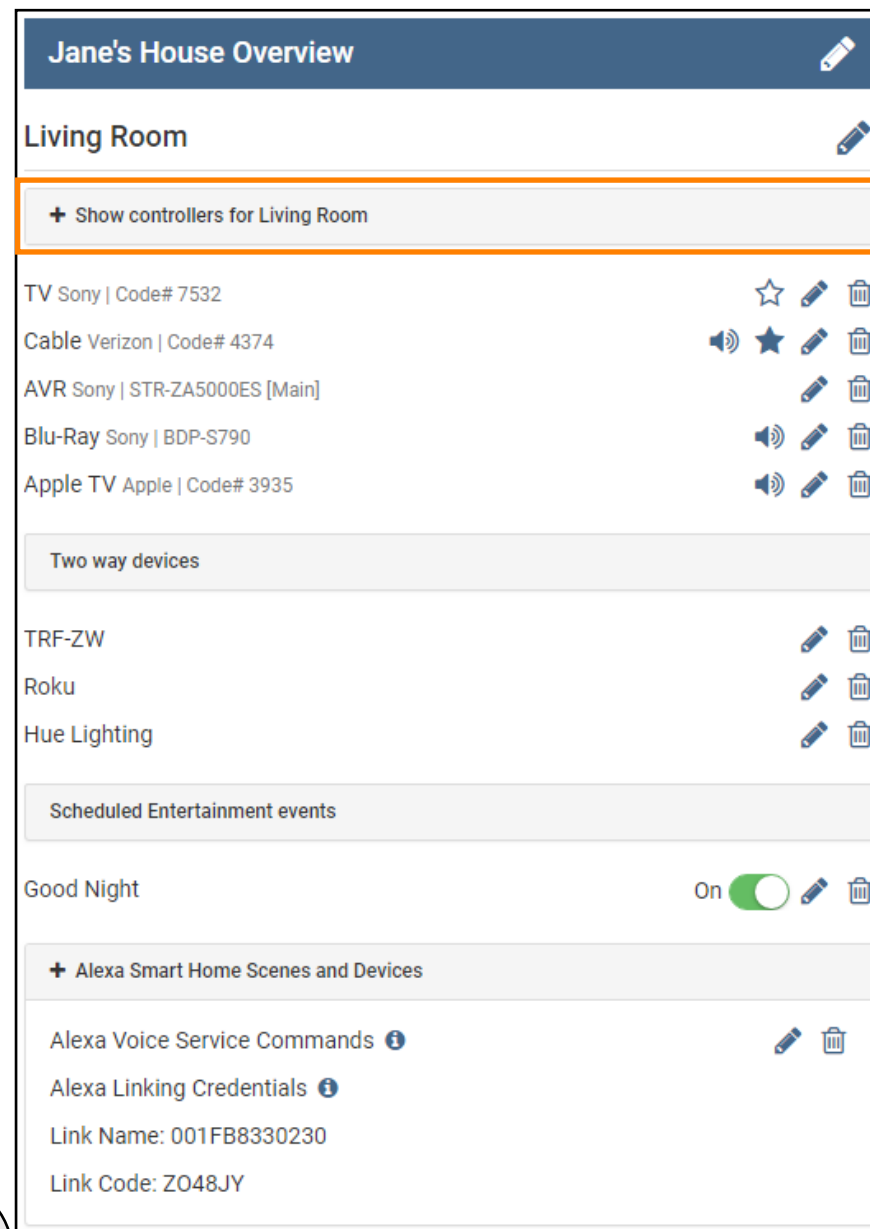 Jane's House Overview
Living Room
+ Show controllers for Living Room
TV Sony | Code# 7532
Cable Verizon | Code# 4374
AVR Sony | STR-ZA5000ES [Main]
Blu-Ray Sony | BDP-S790
Apple TV Apple | Code# 3935
Two way devices
TRF-ZW
Roku
Hue Lighting
Scheduled Entertainment events
Good Night On
+ Alexa Smart Home Scenes and Devices
Alexa Voice Service Commands
Alexa Linking Credentials
Link Name: 001FB8330230
Link Code: ZO48JY